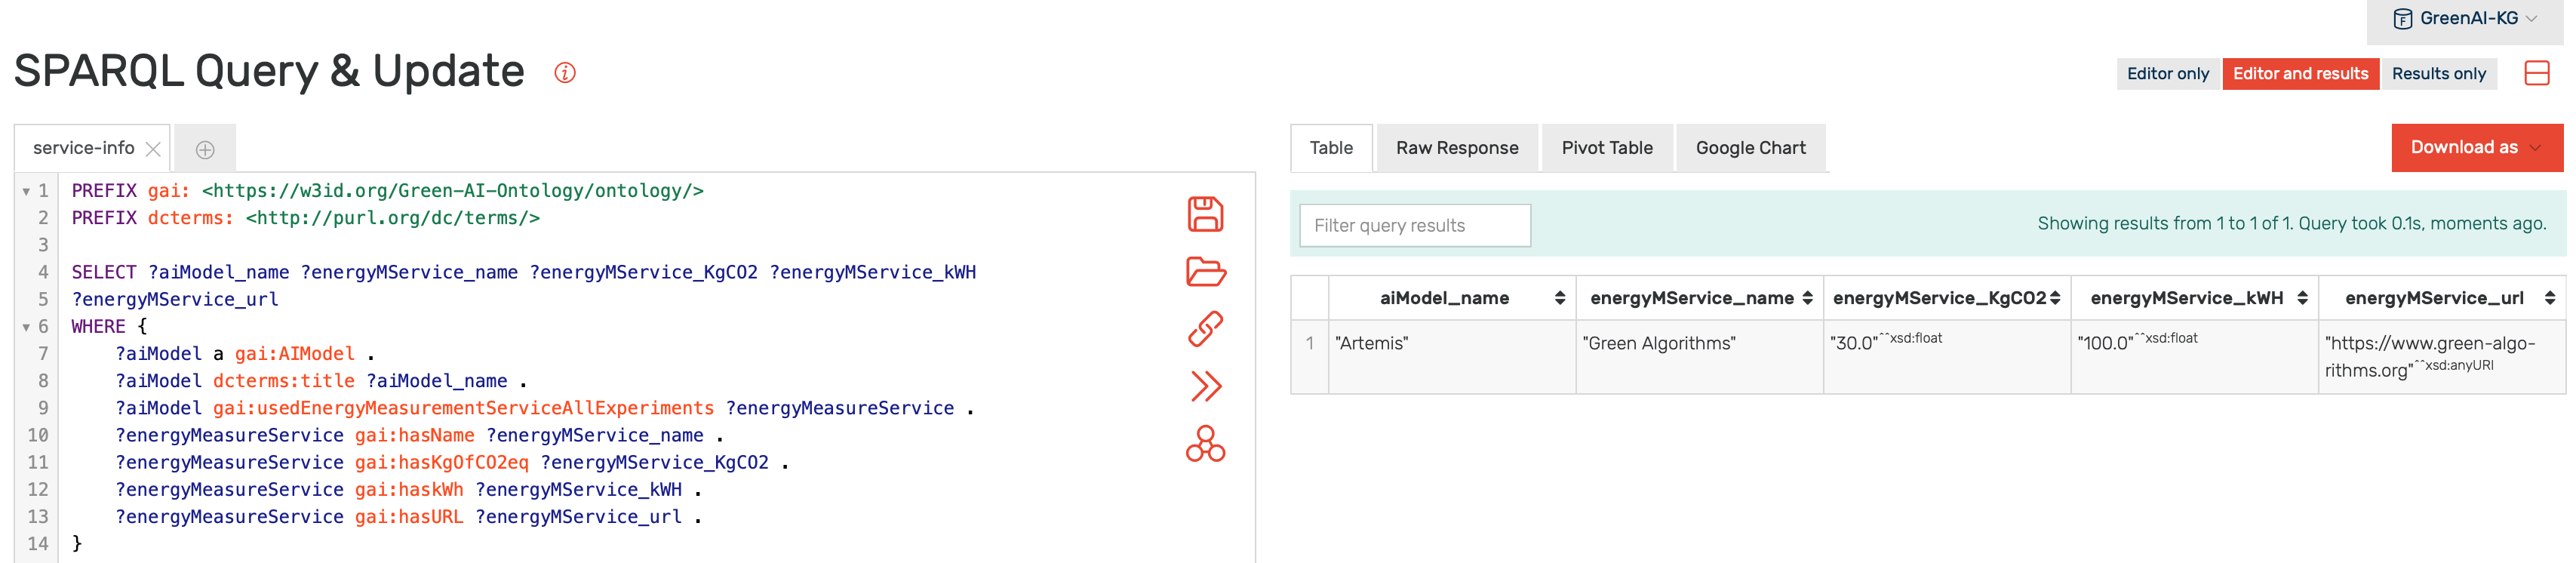 GreenAI-KG
SPARQL Query & Update
Editor only Editor and results Results only
service-info
Table Raw Response Pivot Table Google Chart
Download as
1 PREFIX gai: <https://w3id.org/Green-AI-Ontology/ontology/>
2 PREFIX dcterms: <http://purl.org/dc/terms/>
3
4 SELECT ?aiModel_name ?energyMService_name ?energyMService_KgCO2 ?energyMService_kWH
5 ?energyMService_url
6 WHERE {
7 ?aiModel a gai:AIModel .
8 ?aiModel dcterms:title ?aiModel_name .
9 ?aiModel gai:usedEnergyMeasurementServiceAllExperiments ?energyMeasureService .
10 ?energyMeasureService gai:hasName ?energyMService_name .
11 ?energyMeasureService gai:hasKgOfCO2eq ?energyMService_KgCO2 .
12 ?energyMeasureService gai:haskWh ?energyMService_kWH .
13 ?energyMeasureService gai:hasURL ?energyMService_url .
14 }
Filter query results
Showing results from 1 to 1 of 1. Query took 0.1s, moments ago.
aiModel_name energyMService_name energyMService_KgCO2 energyMService_kWH energyMService_url
1 "Artemis" "Green Algorithms" "30.0"^^xsd:float "100.0"^^xsd:float "https://www.green-algo-
rithms.org"^^xsd:anyURI